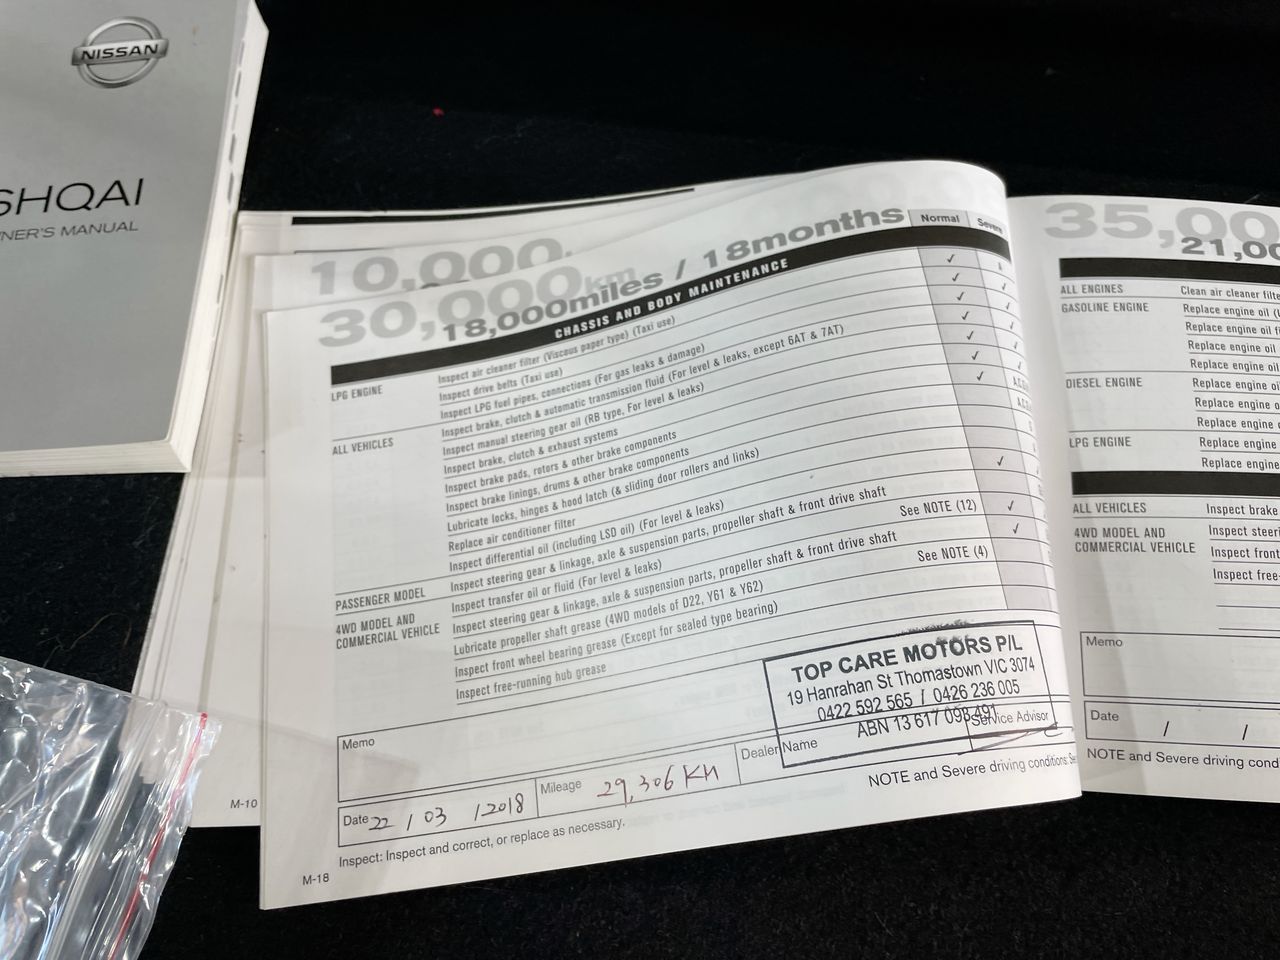 NISSAN
SHQAI
NER'S MANUAL
10,000
30,000km
18,000miles / 18months
Normal
CHASSIS AND BODY MAINTENANCE
LPG ENGINE
Inspect air cleaner filter (Viscous paper type) (Taxi use)
Inspect drive belts (Taxi use)
Inspect LPG fuel pipes, connections (For gas leaks & damage)
ALL VEHICLES
Inspect brake, clutch & automatic transmission fluid (For level & leaks, except 6AT & 7AT)
Inspect manual steering gear oil (RB type, For level & leaks)
Inspect brake, clutch & exhaust systems
Inspect brake pads, rotors & other brake components
Inspect brake linings, drums & other brake components
Lubricate locks, hinges & hood latch (& sliding door rollers and links)
Replace air conditioner filter
Inspect differential oil (including LSD oil) (For level & leaks)
PASSENGER MODEL
Inspect steering gear & linkage, axle & suspension parts, propeller shaft & front drive shaft
4WD MODEL AND
COMMERCIAL VEHICLE
Inspect transfer oil or fluid (For level & leaks)
See NOTE (12)
Inspect steering gear & linkage, axle & suspension parts, propeller shaft & front drive shaft
Lubricate propeller shaft grease (4WD models of D22, Y61 & Y62)
See NOTE (4)
Inspect front wheel bearing grease (Except for sealed type bearing)
Inspect free-running hub grease
TOP CARE MOTORS P/L
19 Hanrahan St Thomastown VIC 3074
0422 592 565 / 0426 236 005
ABN 13 617 098 491
Memo
Date 22 / 03 / 2018
Mileage 29,306 KM
Dealer Name
Service Advisor
Inspect: Inspect and correct, or replace as necessary.
NOTE and Severe driving conditions:
M-10
M-18
35,00
21,00
ALL ENGINES
Clean air cleaner filte
GASOLINE ENGINE
Replace engine oil (
Replace engine oil f
Replace engine oil
Replace engine oil
DIESEL ENGINE
Replace engine oi
Replace engine o
Replace engine o
LPG ENGINE
Replace engine
Replace engine
ALL VEHICLES
Inspect brake
4WD MODEL AND
COMMERCIAL VEHICLE
Inspect steeri
Inspect front
Inspect free-
Memo
Date / /
NOTE and Severe driving cond